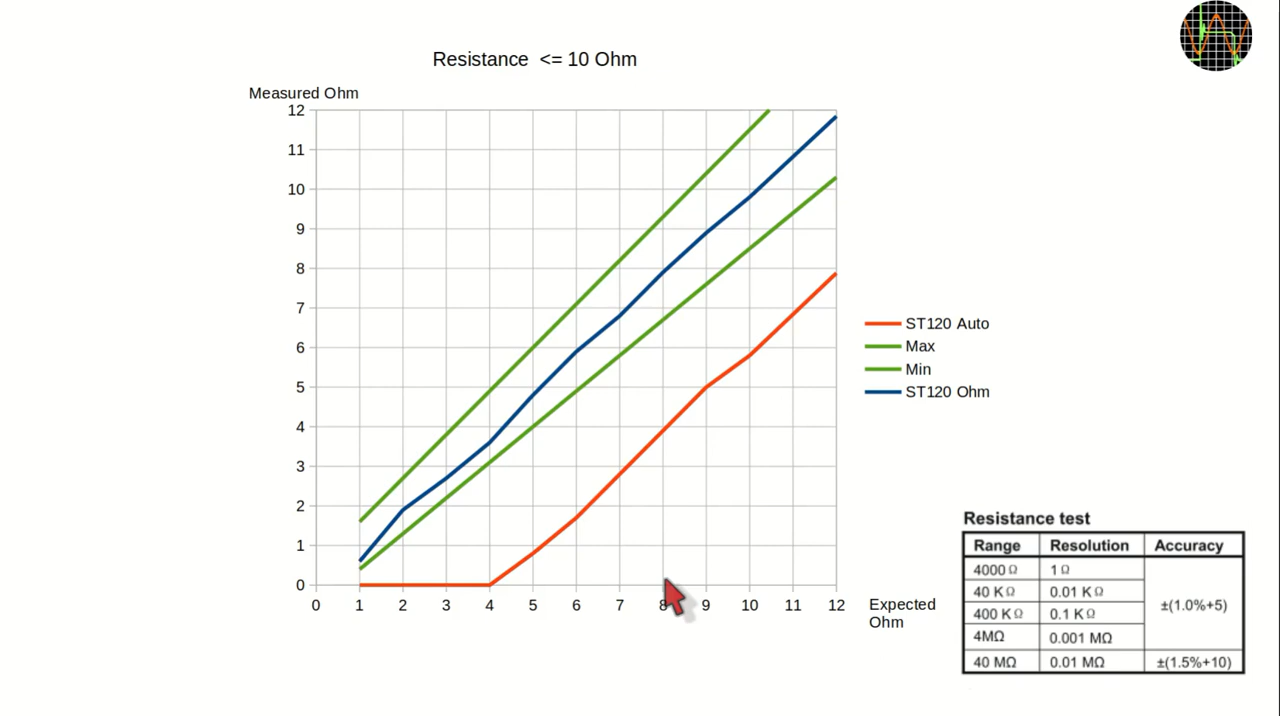 Resistance <= 10 Ohm
Measured Ohm
12
11
10
9
8
7
6
5
4
3
2
1
0
0 1 2 3 4 5 6 7 8 9 10 11 12
Expected
Ohm
ST120 Auto
Max
Min
ST120 Ohm
Resistance test
Range Resolution Accuracy
4000 Ω 1 Ω
40 KΩ 0.01 KΩ
400 KΩ 0.1 KΩ
±(1.0%+5)
4MΩ 0.001 MΩ
40 MΩ 0.01 MΩ ±(1.5%+10)